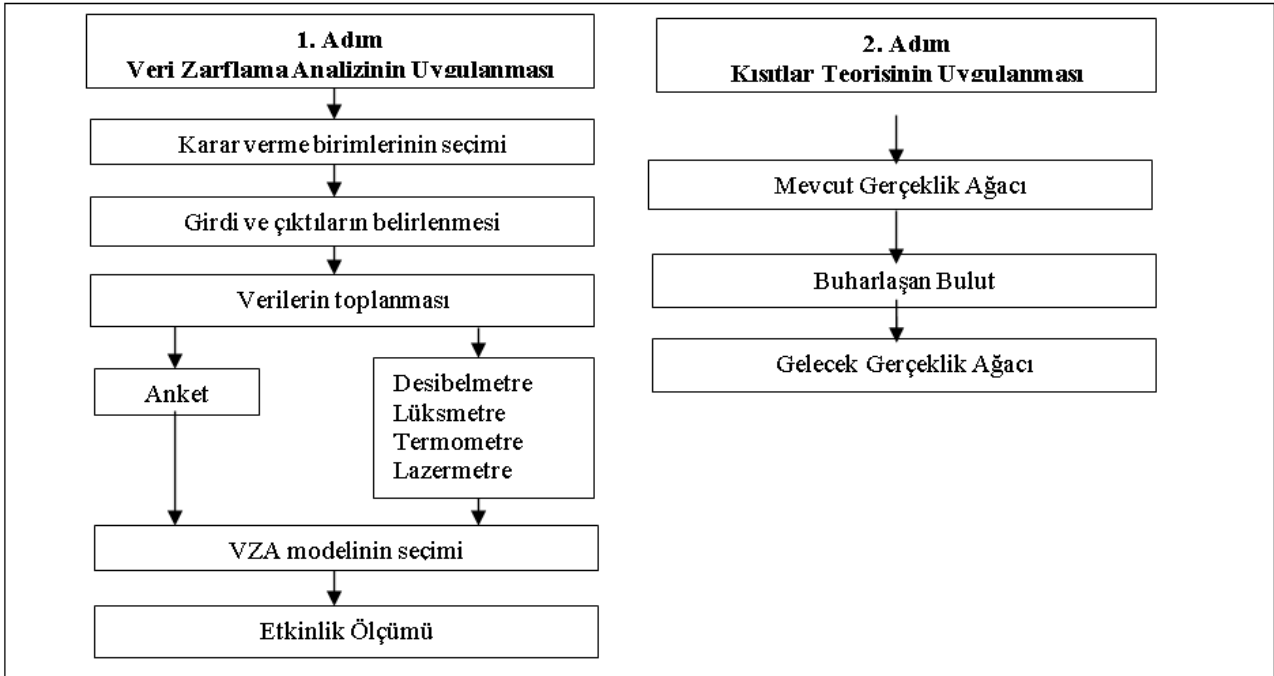 1. Adım
Veri Zarflama Analizinin Uygulanması
Karar verme birimlerinin seçimi
Girdi ve çıktıların belirlenmesi
Verilerin toplanması
Anket
Desibelmetre
Lüksmetre
Termometre
Lazermetre
VZA modelinin seçimi
Etkinlik Ölçümü
2. Adım
Kısıtlar Teorisinin Uygulanması
Mevcut Gerçeklik Ağacı
Buharlaşan Bulut
Gelecek Gerçeklik Ağacı